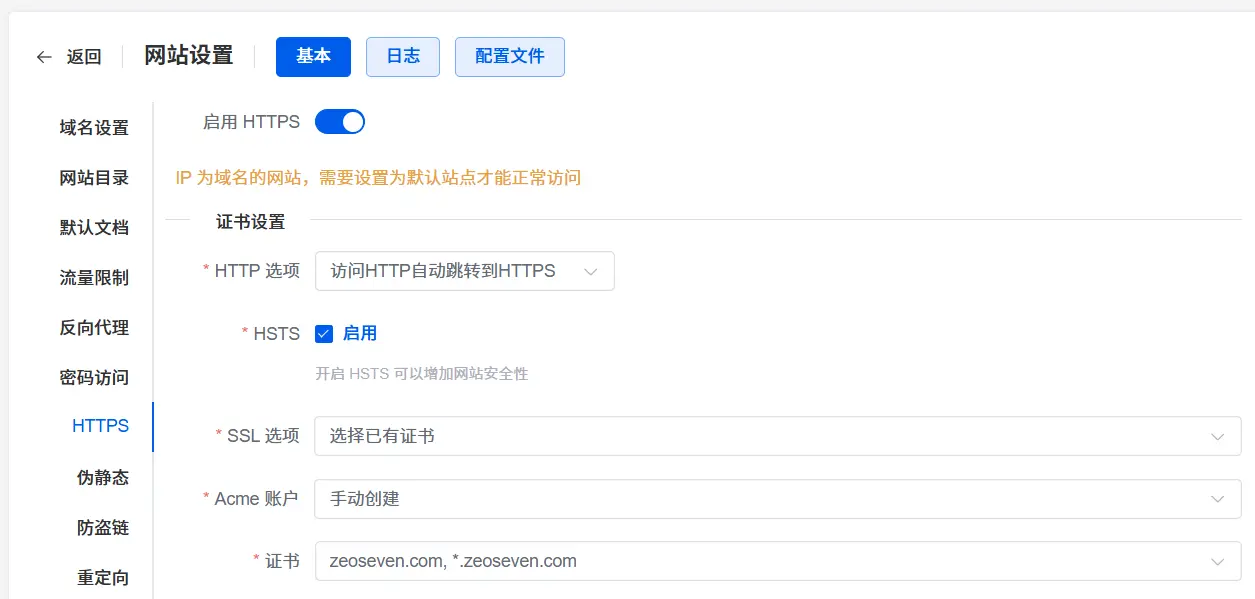 返回
网站设置
基本
日志
配置文件
域名设置
网站目录
默认文档
流量限制
反向代理
密码访问
HTTPS
伪静态
防盗链
重定向
启用 HTTPS
IP 为域名的网站，需要设置为默认站点才能正常访问
证书设置
* HTTP 选项 访问HTTP自动跳转到HTTPS
* HSTS 启用
开启 HSTS 可以增加网站安全性
* SSL 选项 选择已有证书
* Acme 账户 手动创建
* 证书 zeoseven.com, *.zeoseven.com